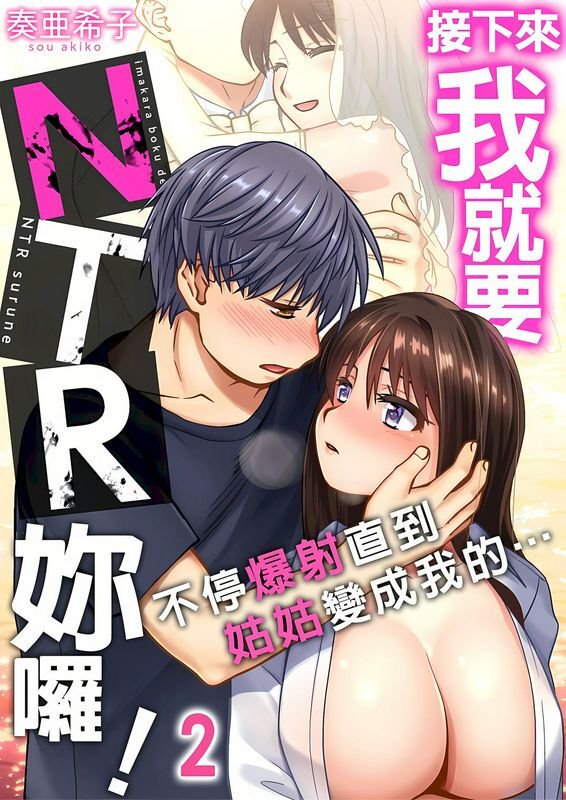 奏亜希子
sou akiko
接下來
我就要
NTR
imakara boku de
NTR surune
妳囉!
不停爆射直到
姑姑變成我的…
2